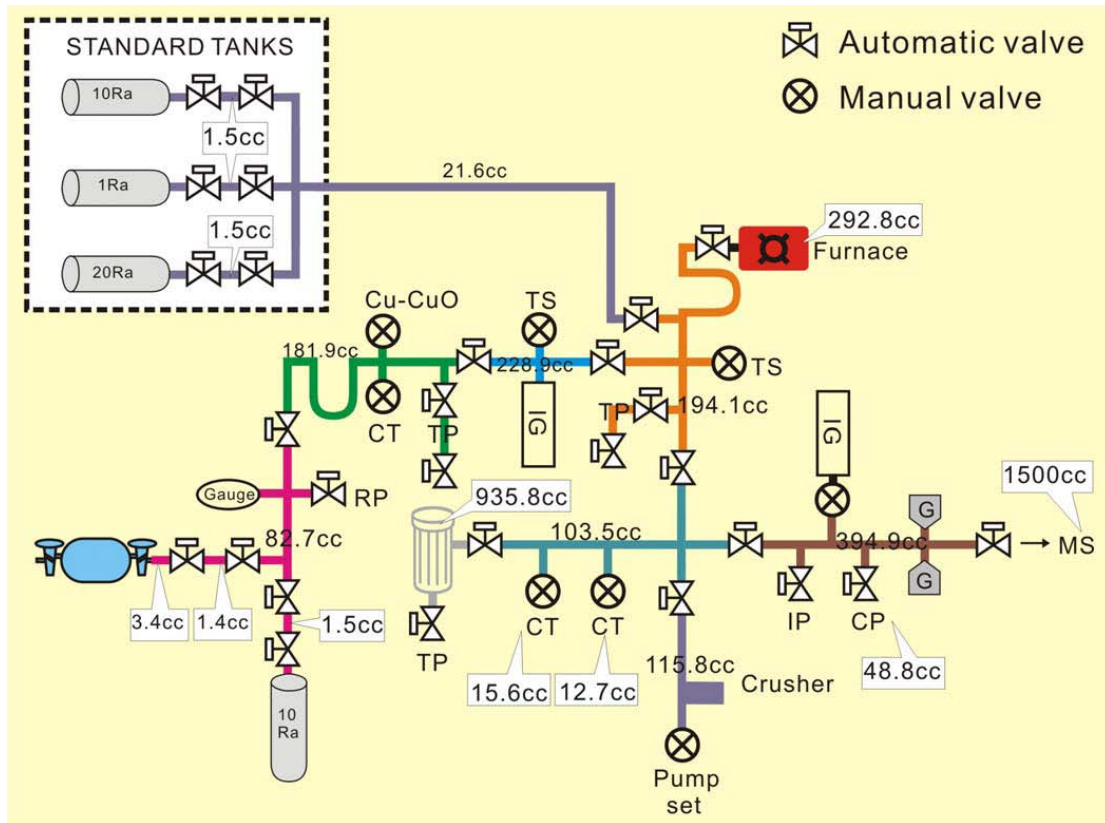 STANDARD TANKS
10Ra
1.5cc
1Ra
1.5cc
20Ra
Automatic valve
Manual valve
21.6cc
292.8cc
Furnace
Cu-CuO
TS
181.9cc
228.9cc
TS
CT
TP
IG
TP
194.1cc
IG
Gauge
RP
935.8cc
1500cc
82.7cc
103.5cc
394.9cc
G
MS
G
3.4cc
1.4cc
1.5cc
TP
CT
CT
IP
CP
15.6cc
12.7cc
115.8cc
48.8cc
Crusher
10
Ra
Pump
set